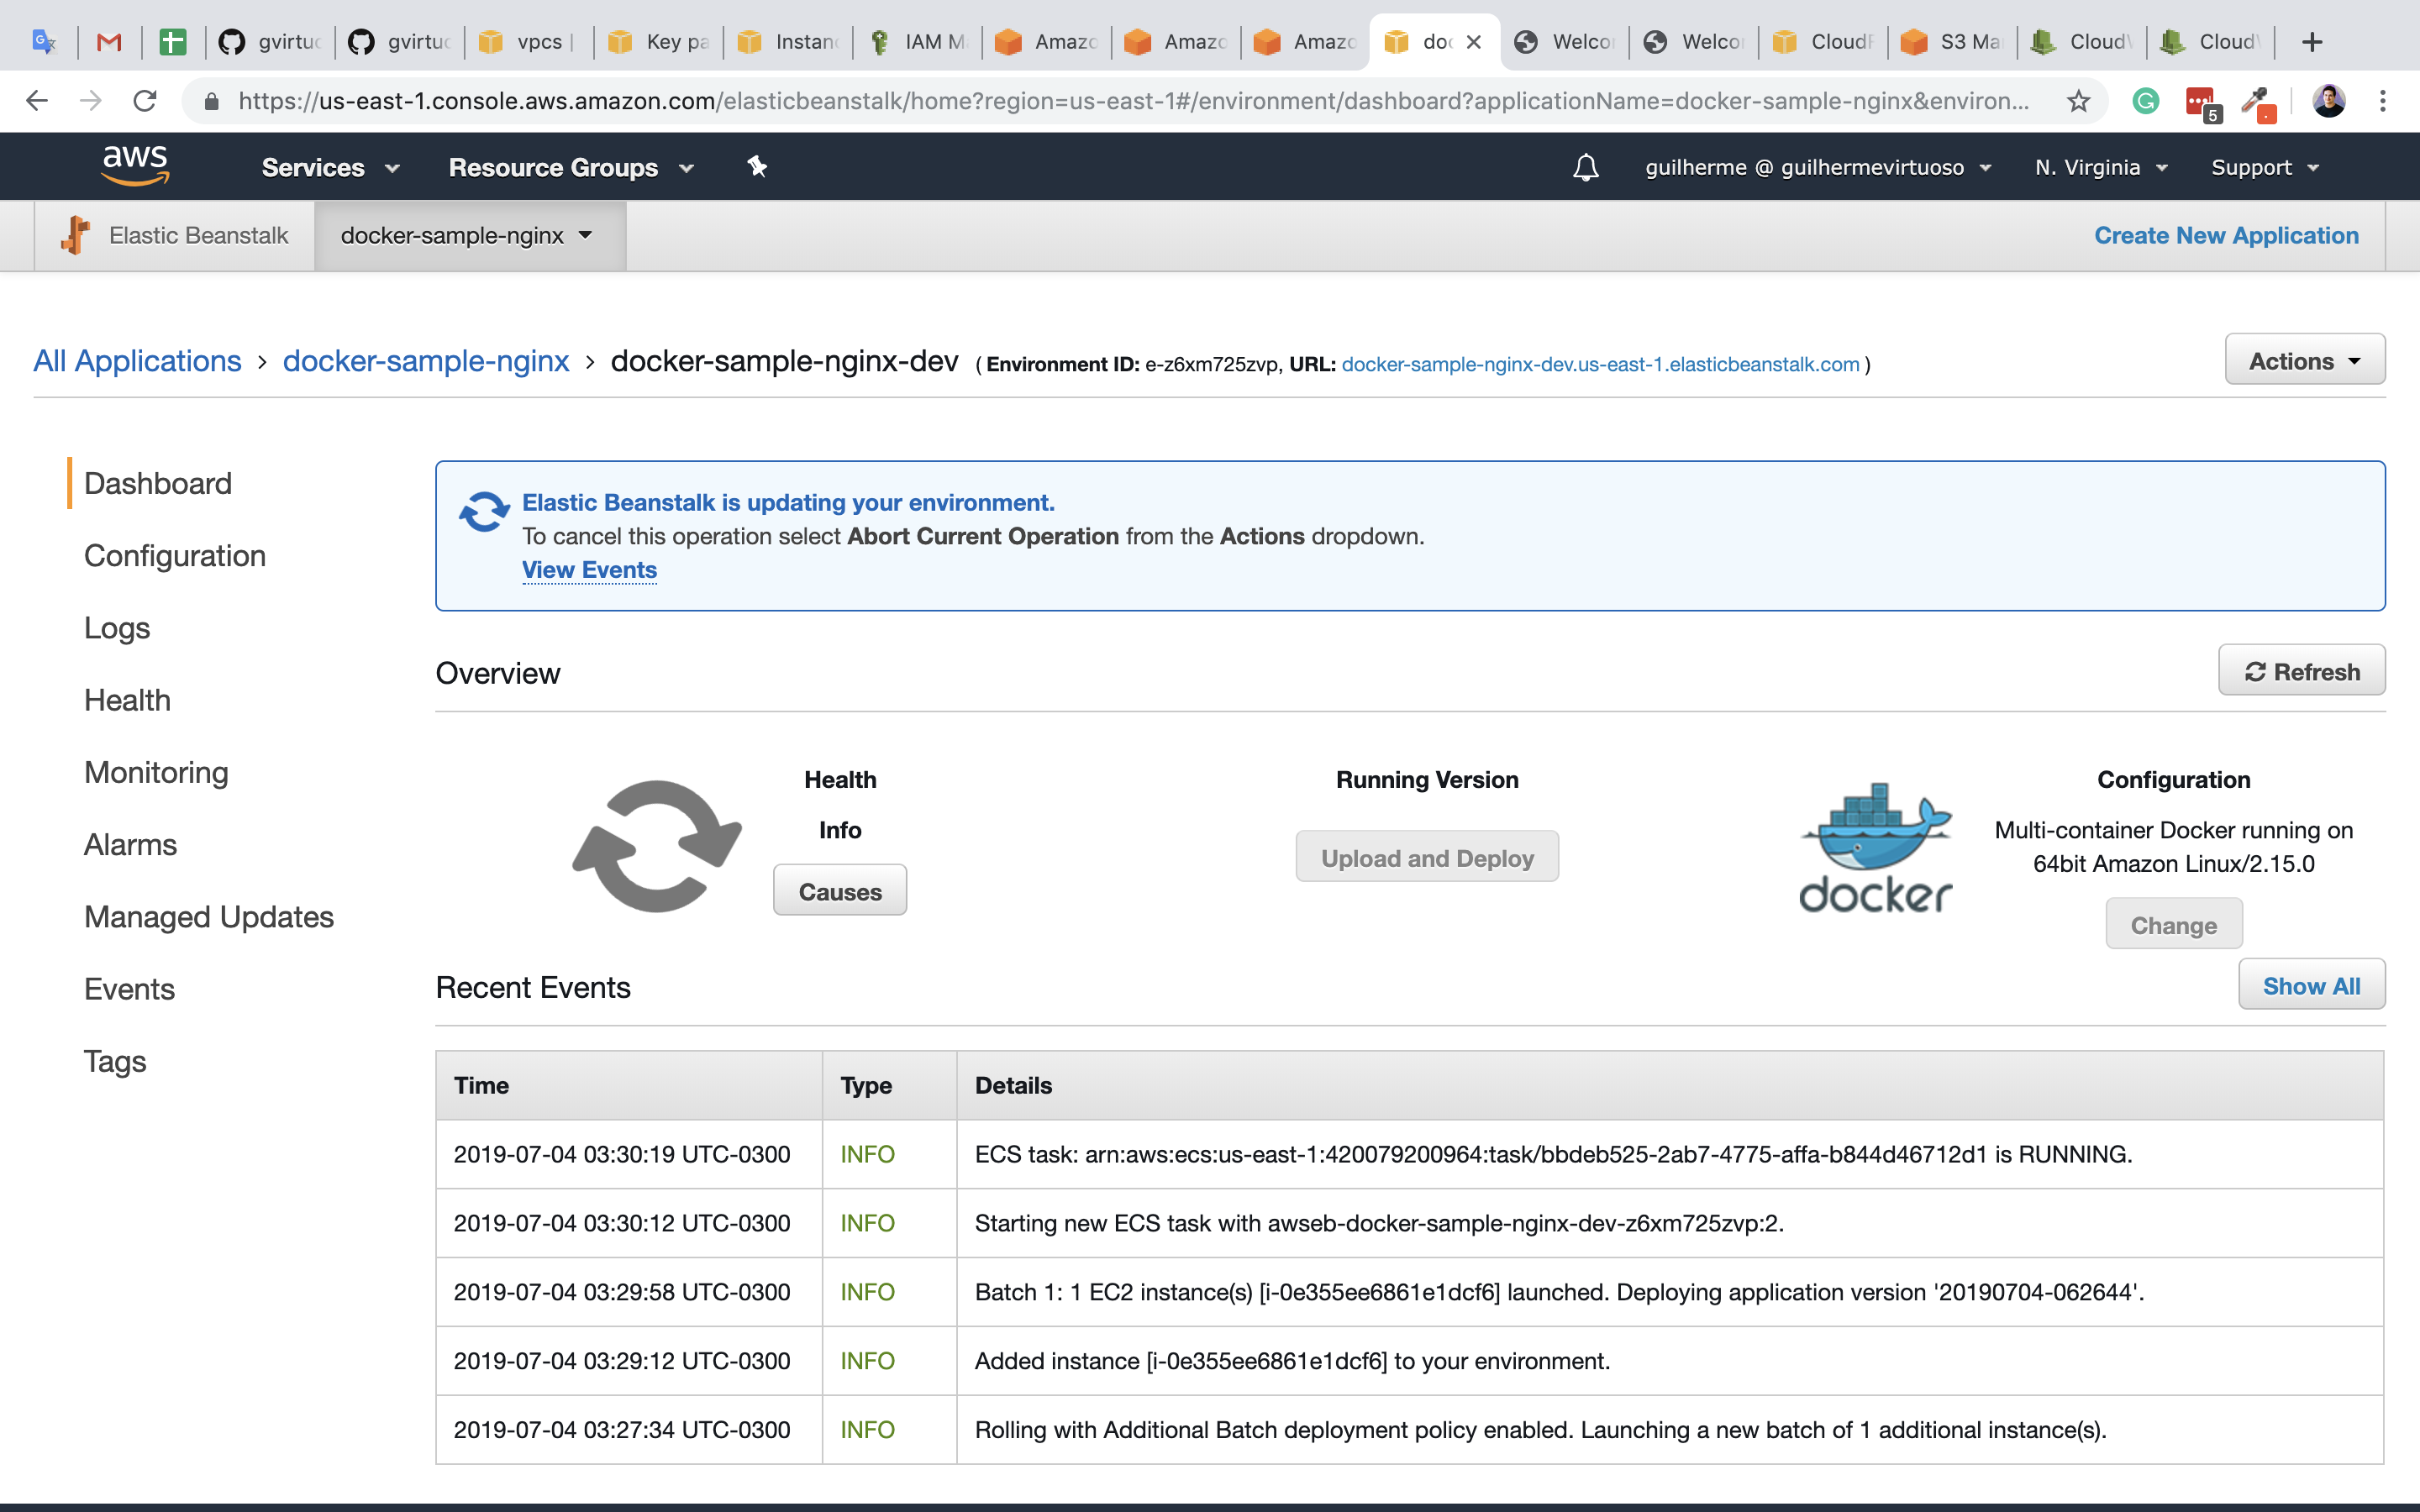 gvirtu
gvirtu
vpcs |
Key pa
Instan
IAM M
Amazo
Amazo
Amazo
doc
Welco
Welco
CloudF
S3 Ma
CloudW
CloudW
https://us-east-1.console.aws.amazon.com/elasticbeanstalk/home?region=us-east-1#/environment/dashboard?applicationName=docker-sample-nginx&environ...
5
aws
Services
Resource Groups
guilherme @ guilhermevirtuoso
N. Virginia
Support
Elastic Beanstalk
docker-sample-nginx
Create New Application
All Applications › docker-sample-nginx › docker-sample-nginx-dev ( Environment ID: e-z6xm725zvp, URL: docker-sample-nginx-dev.us-east-1.elasticbeanstalk.com )
Actions
Dashboard
Configuration
Logs
Health
Monitoring
Alarms
Managed Updates
Events
Tags
Elastic Beanstalk is updating your environment.
To cancel this operation select Abort Current Operation from the Actions dropdown.
View Events
Overview
Refresh
Health
Info
Causes
Running Version
Upload and Deploy
docker
Configuration
Multi-container Docker running on
64bit Amazon Linux/2.15.0
Change
Recent Events
Show All
Time Type Details
2019-07-04 03:30:19 UTC-0300 INFO ECS task: arn:aws:ecs:us-east-1:420079200964:task/bbdeb525-2ab7-4775-affa-b844d46712d1 is RUNNING.
2019-07-04 03:30:12 UTC-0300 INFO Starting new ECS task with awseb-docker-sample-nginx-dev-z6xm725zvp:2.
2019-07-04 03:29:58 UTC-0300 INFO Batch 1: 1 EC2 instance(s) [i-0e355ee6861e1dcf6] launched. Deploying application version '20190704-062644'.
2019-07-04 03:29:12 UTC-0300 INFO Added instance [i-0e355ee6861e1dcf6] to your environment.
2019-07-04 03:27:34 UTC-0300 INFO Rolling with Additional Batch deployment policy enabled. Launching a new batch of 1 additional instance(s).